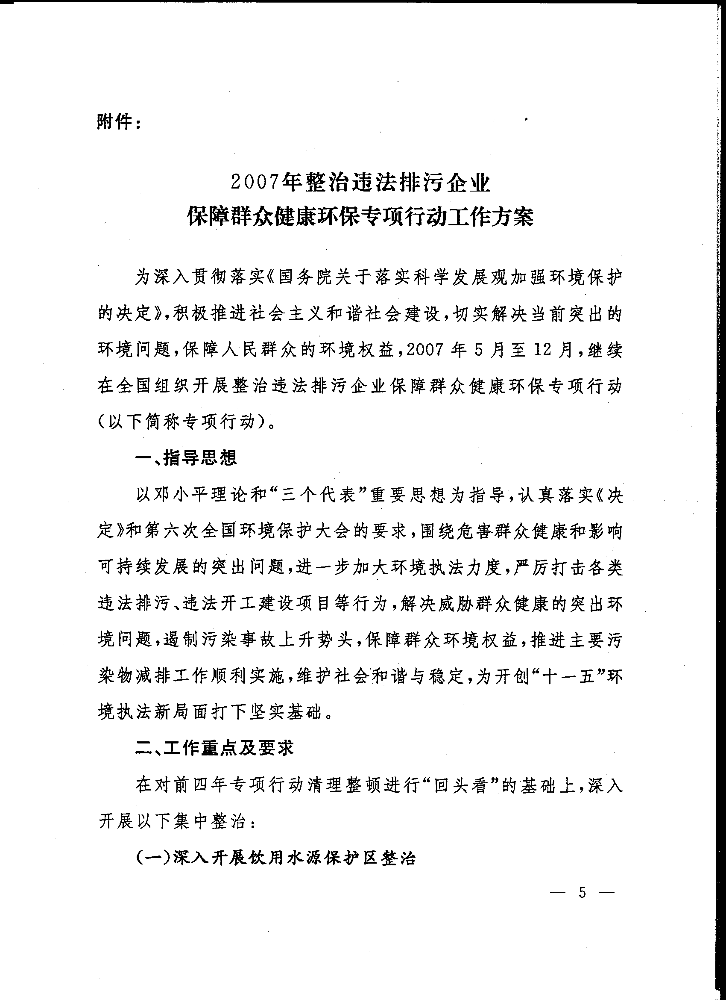 附件：
2007年整治违法排污企业
保障群众健康环保专项行动工作方案
为深入贯彻落实《国务院关于落实科学发展观加强环境保护
的决定》，积极推进社会主义和谐社会建设，切实解决当前突出的
环境问题，保障人民群众的环境权益，2007 年 5 月至 12 月，继续
在全国组织开展整治违法排污企业保障群众健康环保专项行动
（以下简称专项行动）。
一、指导思想
以邓小平理论和“三个代表”重要思想为指导，认真落实《决
定》和第六次全国环境保护大会的要求，围绕危害群众健康和影响
可持续发展的突出问题，进一步加大环境执法力度，严厉打击各类
违法排污、违法开工建设项目等行为，解决威胁群众健康的突出环
境问题，遏制污染事故上升势头，保障群众环境权益，推进主要污
染物减排工作顺利实施，维护社会和谐与稳定，为开创“十一五”环
境执法新局面打下坚实基础。
二、工作重点及要求
在对前四年专项行动清理整顿进行“回头看”的基础上，深入
开展以下集中整治：
（一）深入开展饮用水源保护区整治
— 5 —